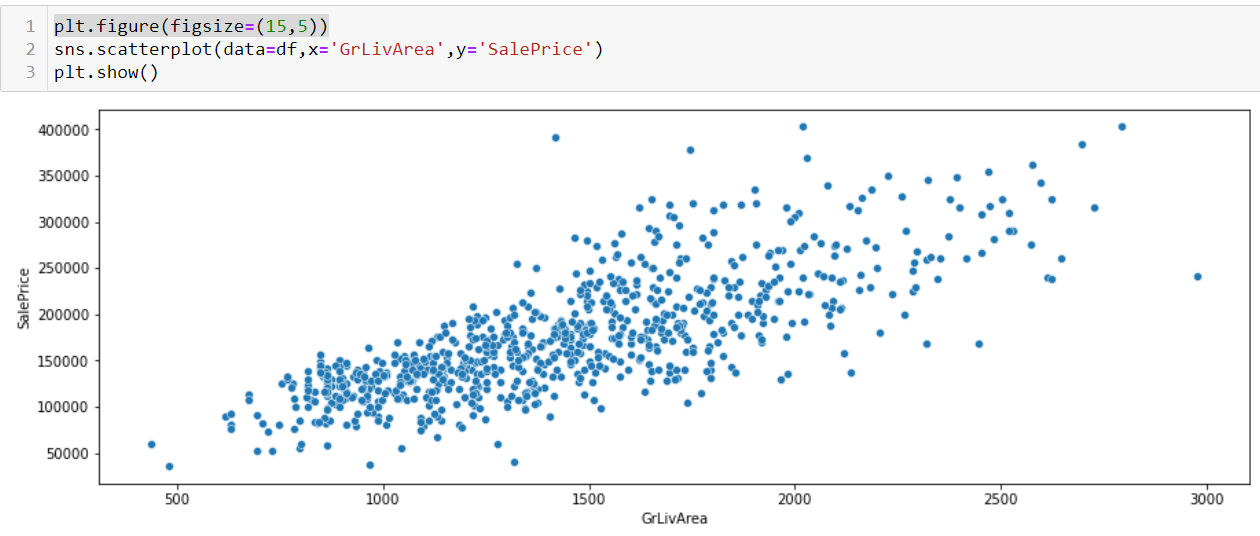 1 plt.figure(figsize=(15,5))
2 sns.scatterplot(data=df,x='GrLivArea',y='SalePrice')
3 plt.show()
400000
350000
300000
250000
200000
150000
100000
50000
SalePrice
500 1000 1500 2000 2500 3000
GrLivArea